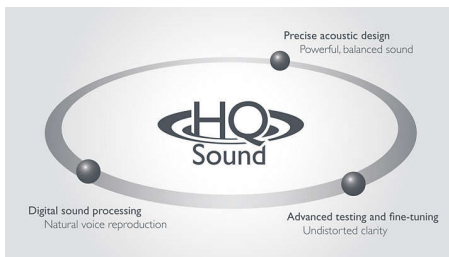 Precise acoustic design
Powerful, balanced sound
HQ
Sound
Digital sound processing
Natural voice reproduction
Advanced testing and fine-tuning
Undistorted clarity